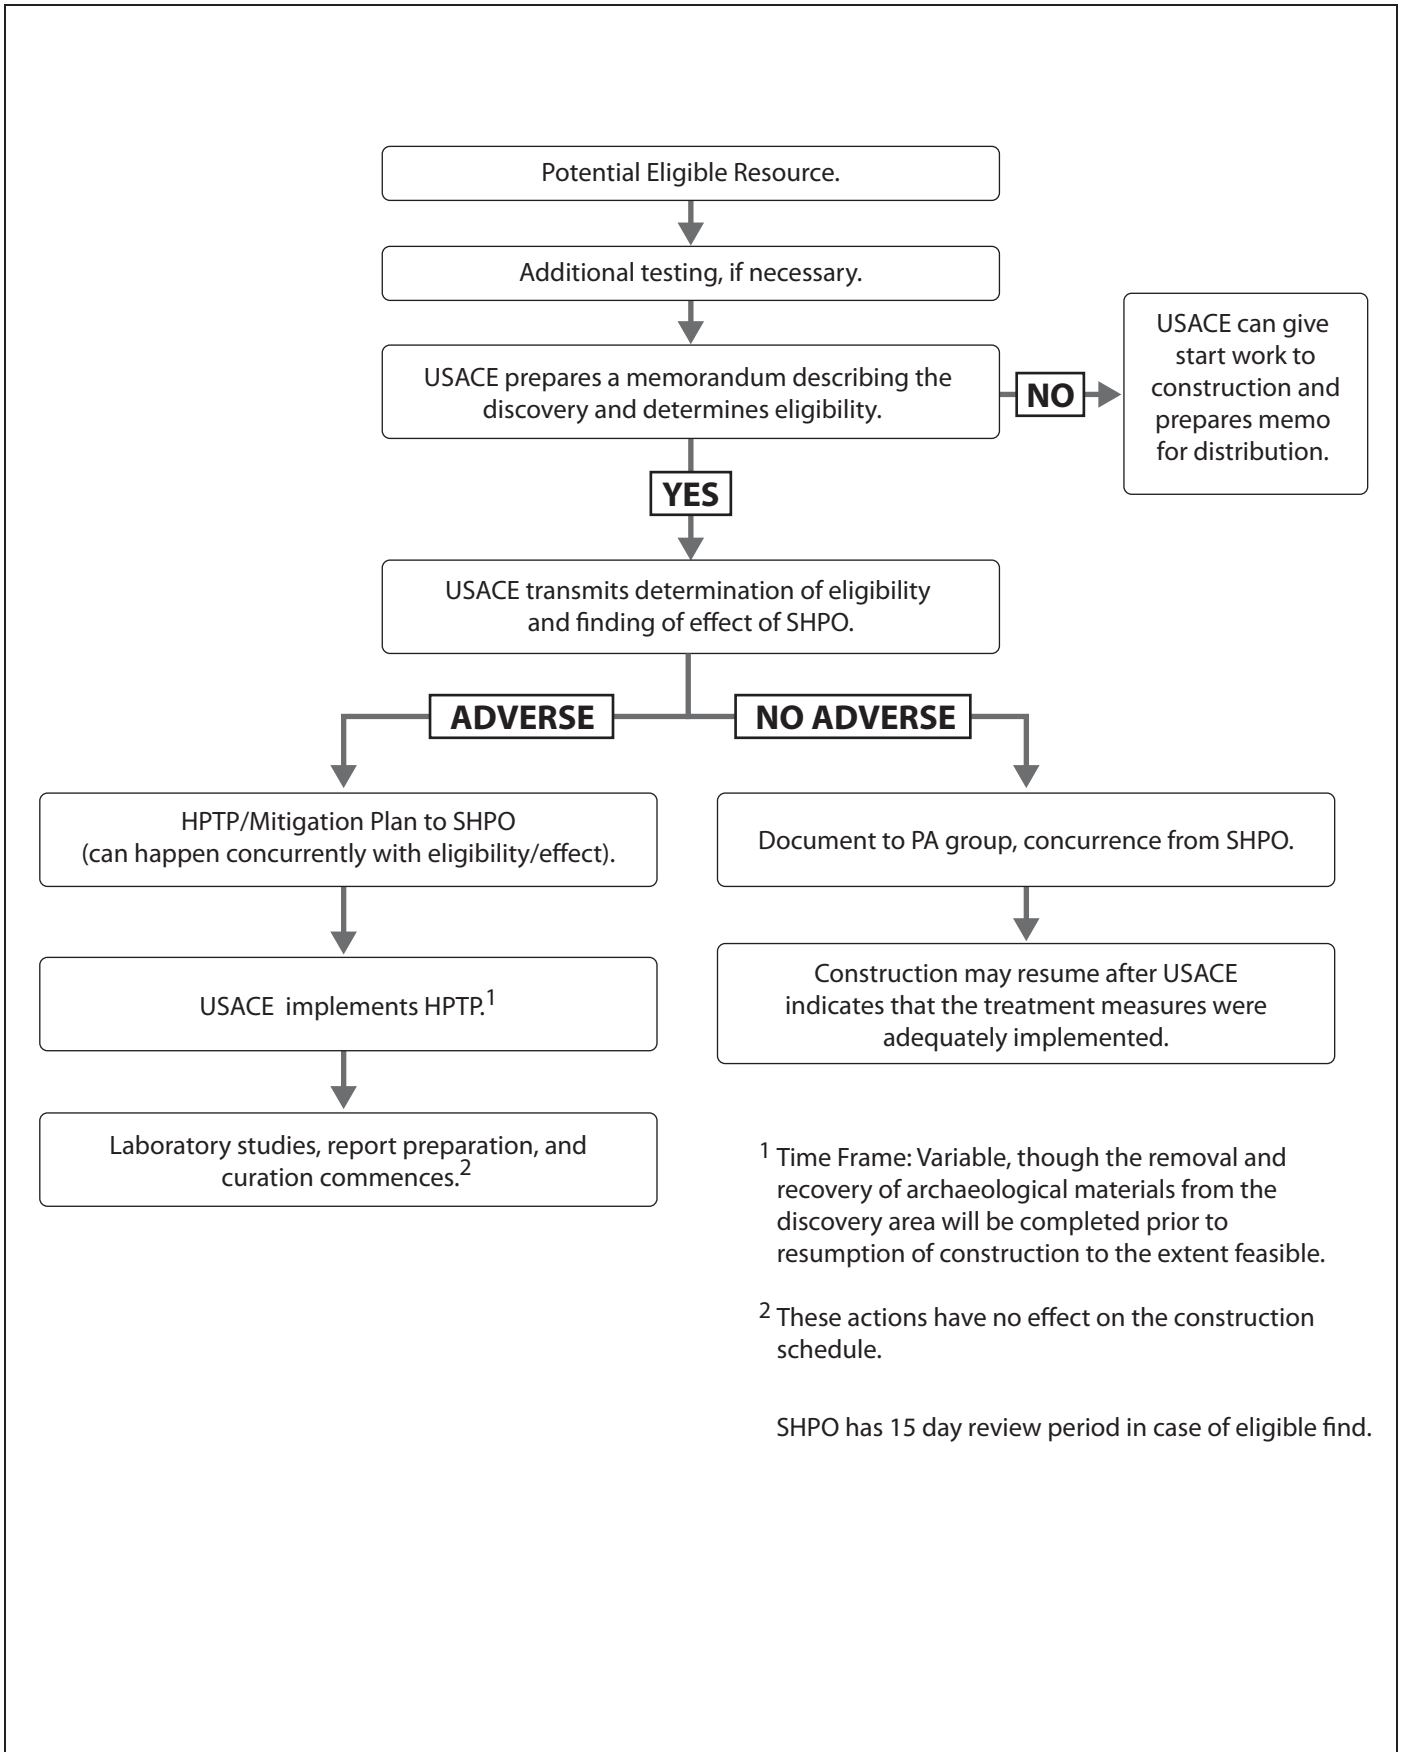 Potential Eligible Resource.
Additional testing, if necessary.
USACE prepares a memorandum describing the
discovery and determines eligibility.
NO
USACE can give
start work to
construction and
prepares memo
for distribution.
YES
USACE transmits determination of eligibility
and finding of effect of SHPO.
ADVERSE
NO ADVERSE
HPTP/Mitigation Plan to SHPO
(can happen concurrently with eligibility/effect).
USACE implements HPTP.1
Laboratory studies, report preparation, and
curation commences.2
Document to PA group, concurrence from SHPO.
Construction may resume after USACE
indicates that the treatment measures were
adequately implemented.
1 Time Frame: Variable, though the removal and
recovery of archaeological materials from the
discovery area will be completed prior to
resumption of construction to the extent feasible.
2 These actions have no effect on the construction
schedule.
SHPO has 15 day review period in case of eligible find.